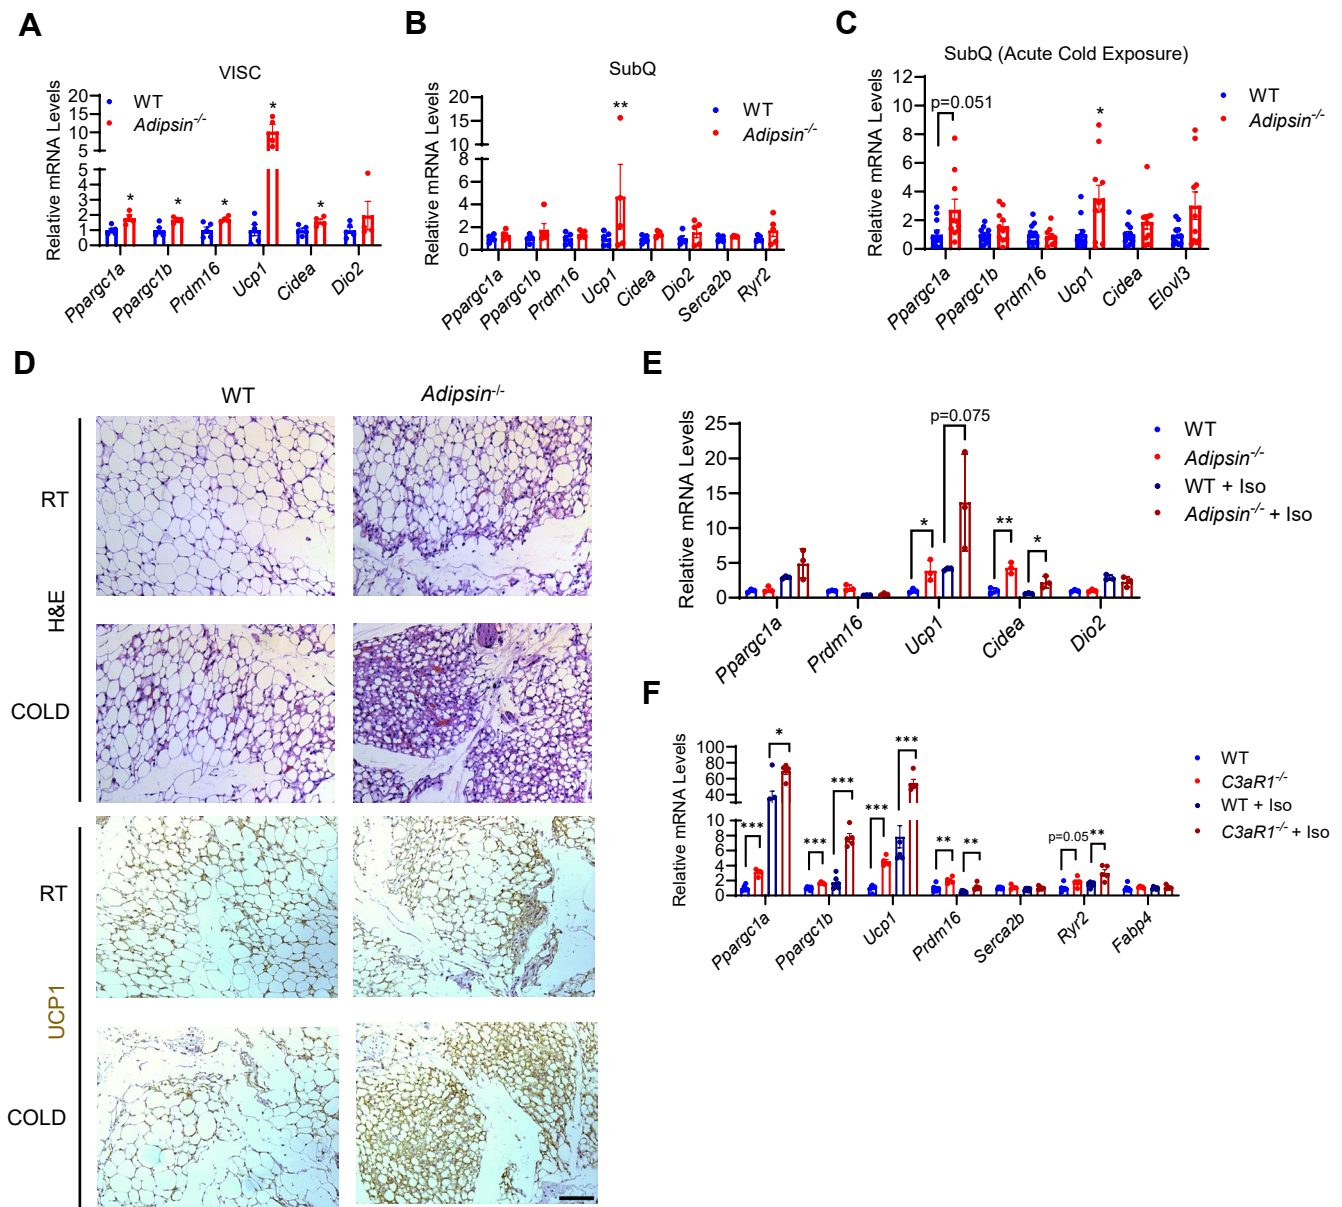 A
VISC
Relative mRNA Levels
20
15
10
5
5
4
3
2
1
0
WT
Adipsin-/-
*
*
*
*
*
Ppargc1a
Ppargc1b
Prdm16
Ucp1
Cidea
Dio2
B
SubQ
Relative mRNA Levels
20
15
10
8
6
4
2
0
WT
Adipsin-/-
**
Ppargc1a
Ppargc1b
Prdm16
Ucp1
Cidea
Dio2
Serca2b
Ryr2
C
SubQ (Acute Cold Exposure)
Relative mRNA Levels
12
10
8
6
4
2
0
p=0.051
*
WT
Adipsin-/-
Ppargc1a
Ppargc1b
Prdm16
Ucp1
Cidea
Elovl3
D
WT
Adipsin-/-
H&E
RT
COLD
UCP1
RT
COLD
E
Relative mRNA Levels
25
20
15
10
5
0
p=0.075
*
**
*
WT
Adipsin-/-
WT + Iso
Adipsin-/- + Iso
Ppargc1a
Prdm16
Ucp1
Cidea
Dio2
F
Relative mRNA Levels
100
80
60
40
10
8
6
4
2
0
***
*
***
***
***
***
**
**
p=0.05
**
WT
C3aR1-/-
WT + Iso
C3aR1-/- + Iso
Ppargc1a
Ppargc1b
Ucp1
Prdm16
Serca2b
Ryr2
Fabp4